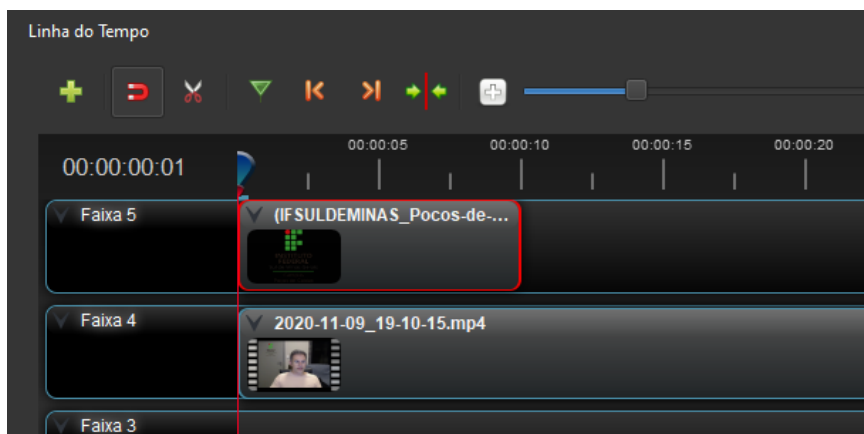 Linha do Tempo
00:00:00:01
00:00:05 00:00:10 00:00:15 00:00:20
Faixa 5
(IFSULDEMINAS_Pocos-de-...
Faixa 4
2020-11-09_19-10-15.mp4
Faixa 3